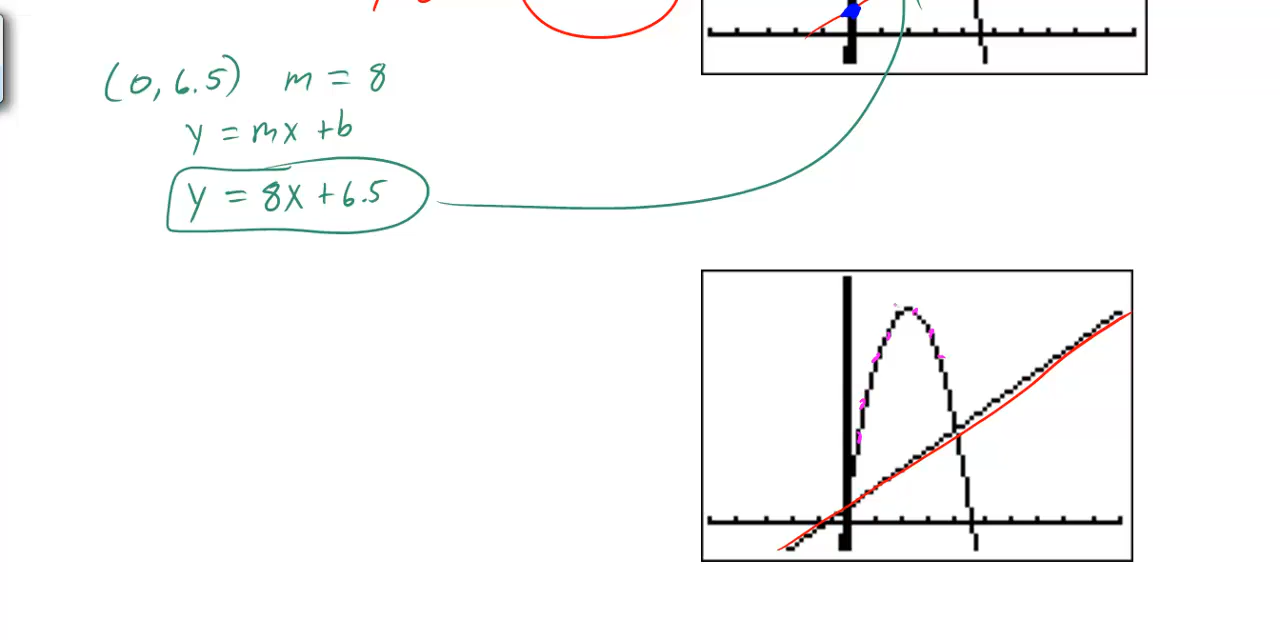 (0, 6.5) m = 8
y = mx + b
y = 8x + 6.5